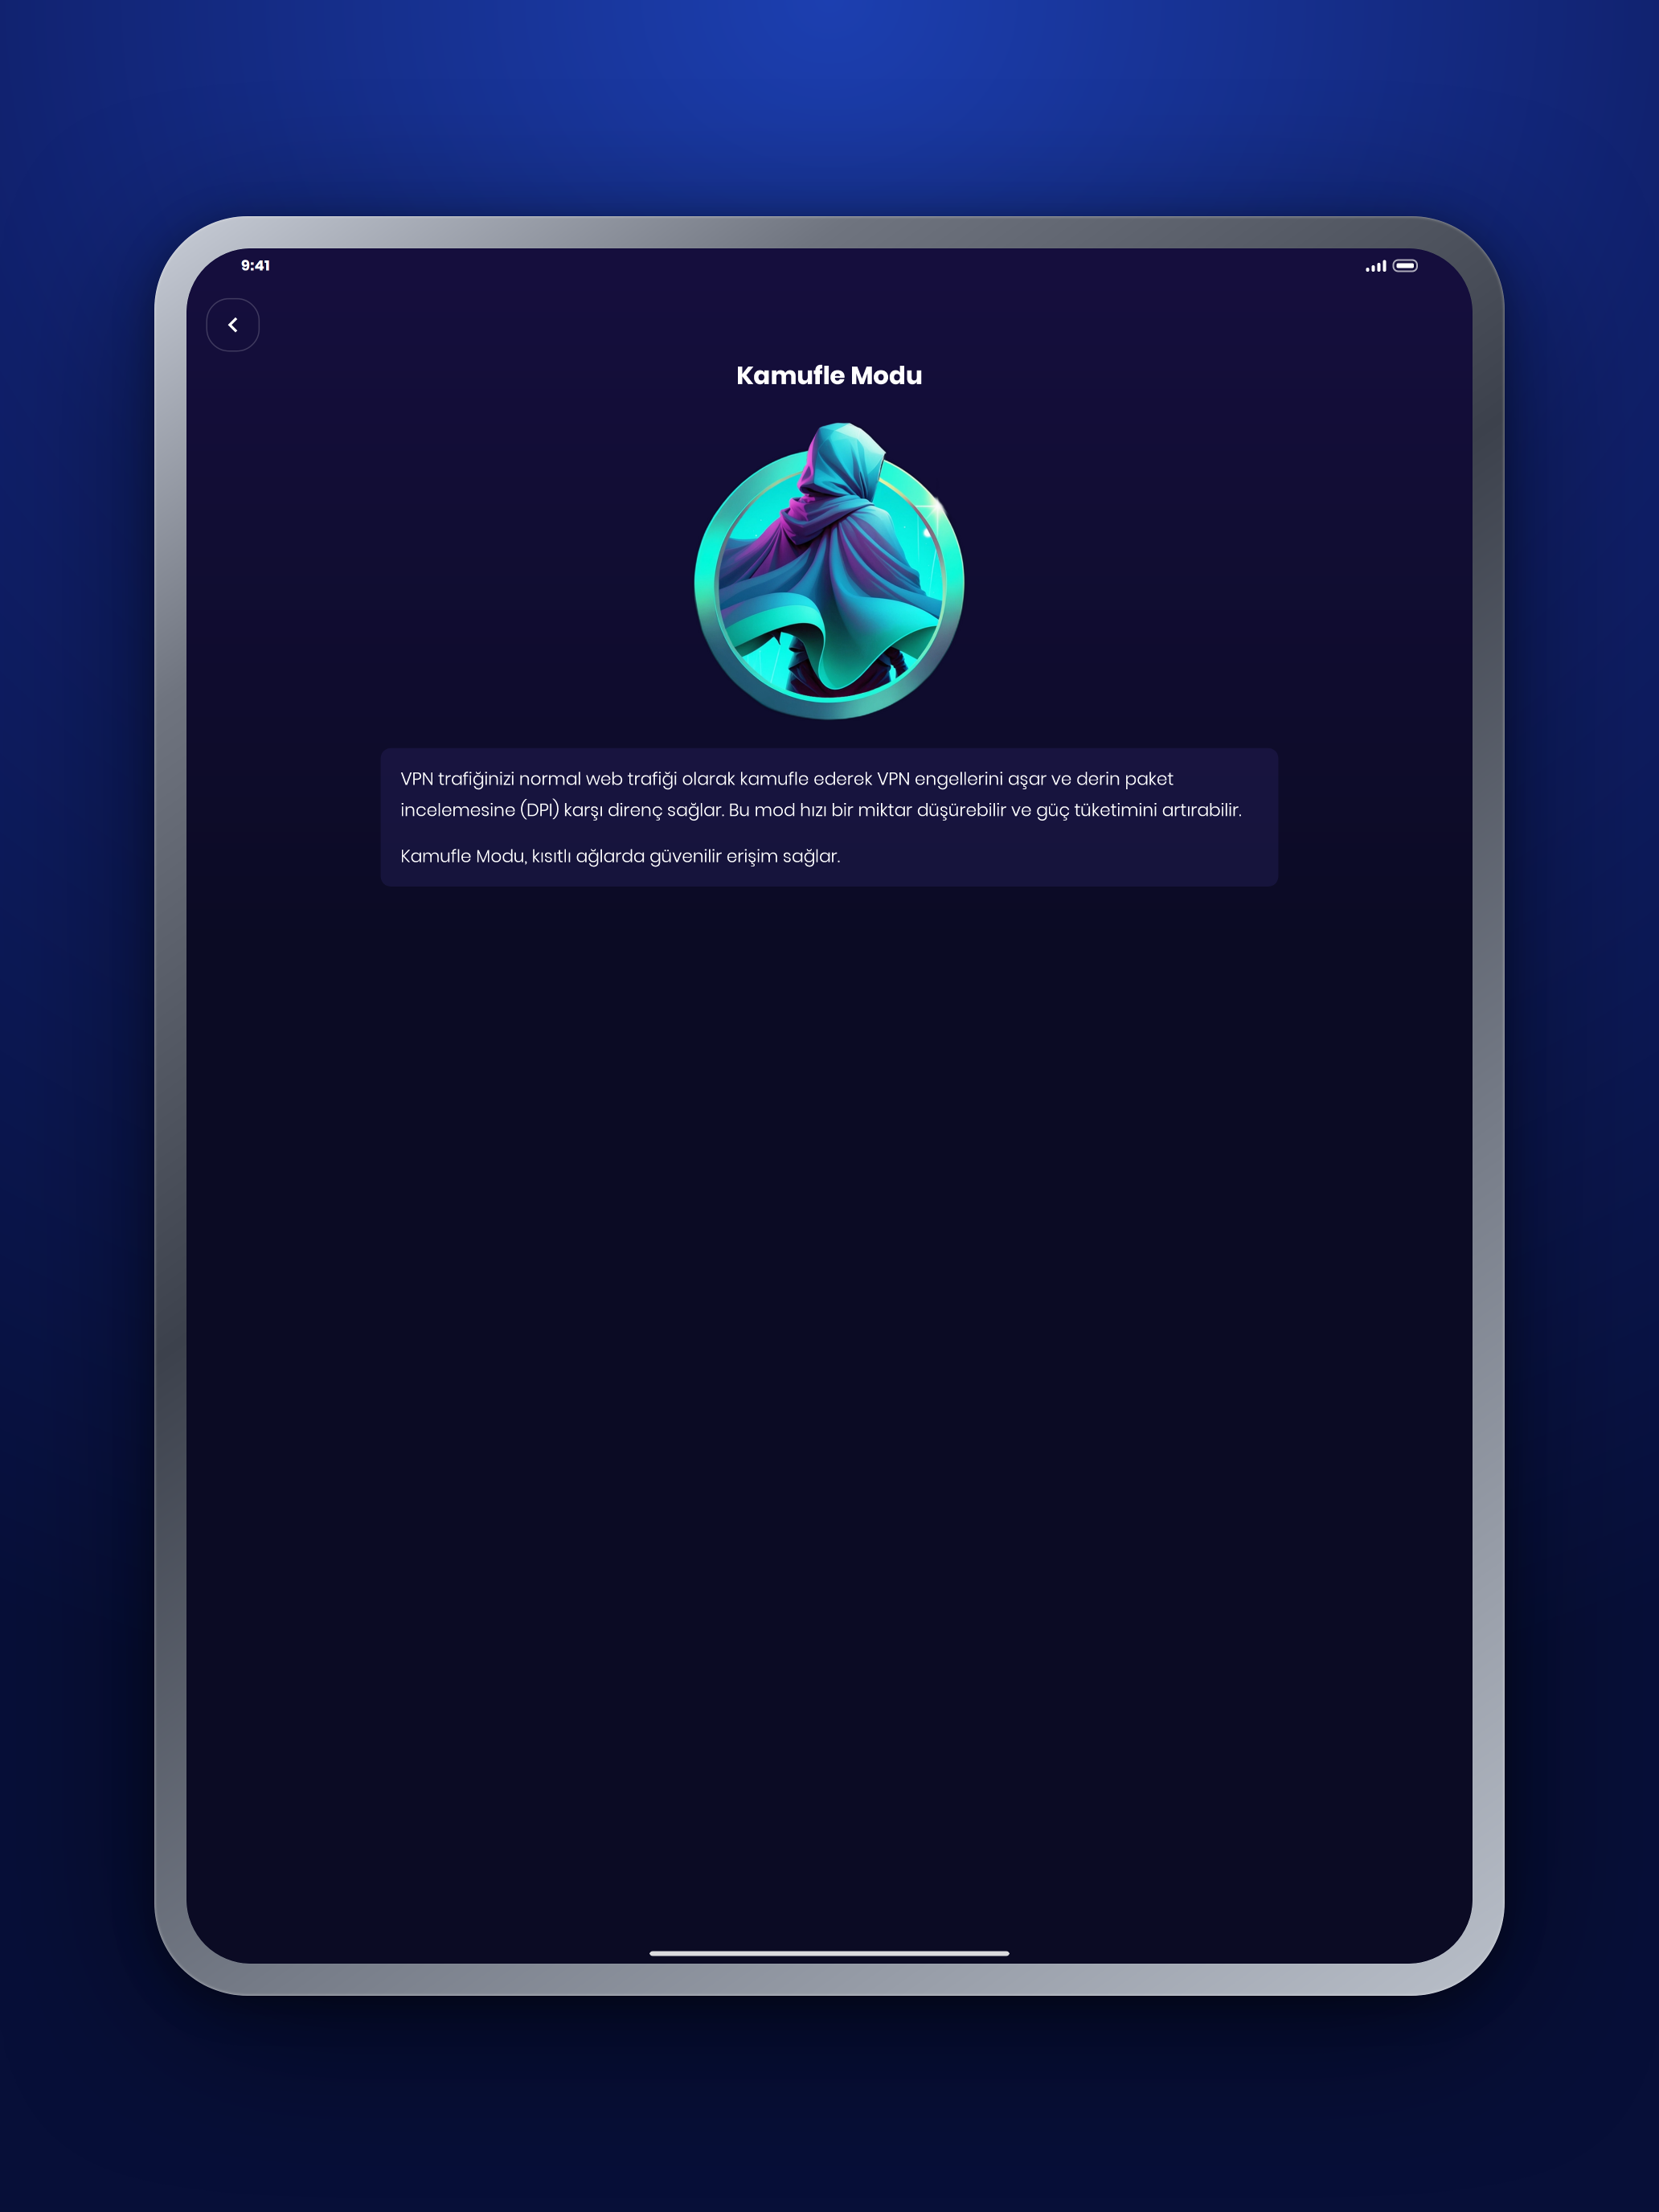 9:41
Kamufle Modu
VPN trafiğinizi normal web trafiği olarak kamufle ederek VPN engellerini aşar ve derin paket
incelemesine (DPI) karşı direnç sağlar. Bu mod hızı bir miktar düşürebilir ve güç tüketimini artırabilir.
Kamufle Modu, kısıtlı ağlarda güvenilir erişim sağlar.